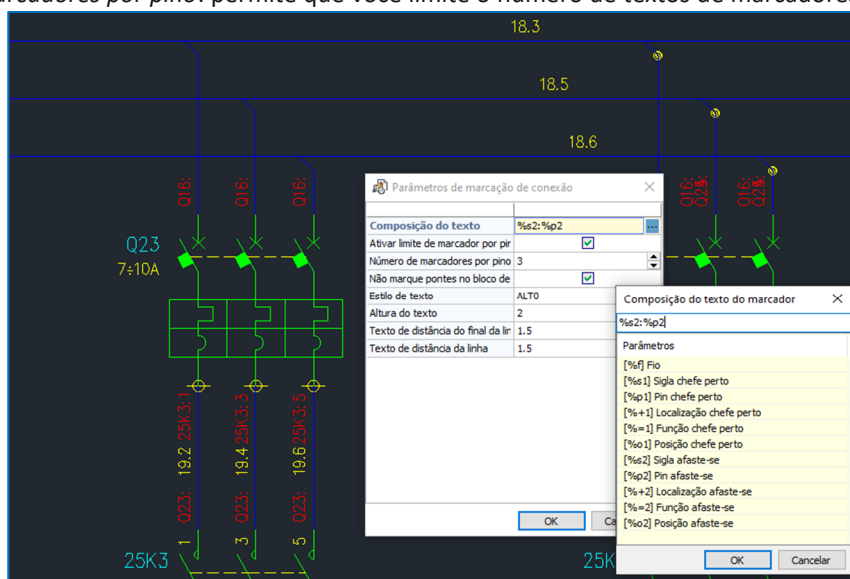 arcadores por pino: permite que você limite o número de textos de marcadores
18.3
18.5
18.6
Q16:
Q16:
Q16:
Q23
7÷10A
25K3:1
25K3:3
25K3:5
19.2
19.4
19.6
Q23:
Q23:
Q23:
1
3
5
25K3
25K
Parâmetros de marcação de conexão
Composição do texto %s2:%p2 ...
Ativar limite de marcador por pir
Número de marcadores por pino 3
Não marque pontes no bloco de
Estilo de texto ALT0
Altura do texto 2
Texto de distância do final da lir 1.5
Texto de distância da linha 1.5
OK Ca
Composição do texto do marcador
%s2:%p2
Parâmetros
[%f] Fio
[%s1] Sigla chefe perto
[%p1] Pin chefe perto
[%+1] Localização chefe perto
[%=1] Função chefe perto
[%o1] Posição chefe perto
[%s2] Sigla afaste-se
[%p2] Pin afaste-se
[%+2] Localização afaste-se
[%=2] Função afaste-se
[%o2] Posição afaste-se
OK Cancelar